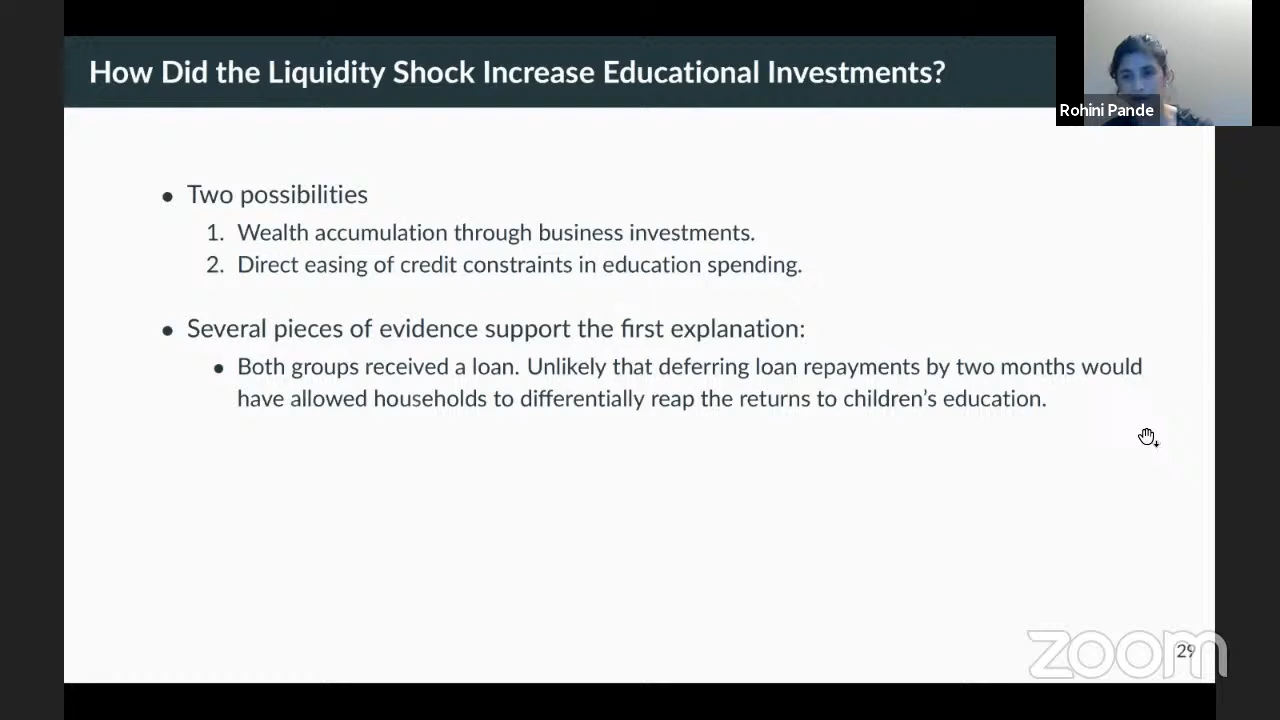 How Did the Liquidity Shock Increase Educational Investments?
Rohini Pande
• Two possibilities
1. Wealth accumulation through business investments.
2. Direct easing of credit constraints in education spending.
• Several pieces of evidence support the first explanation:
• Both groups received a loan. Unlikely that deferring loan repayments by two months would
have allowed households to differentially reap the returns to children's education.
zoom
29